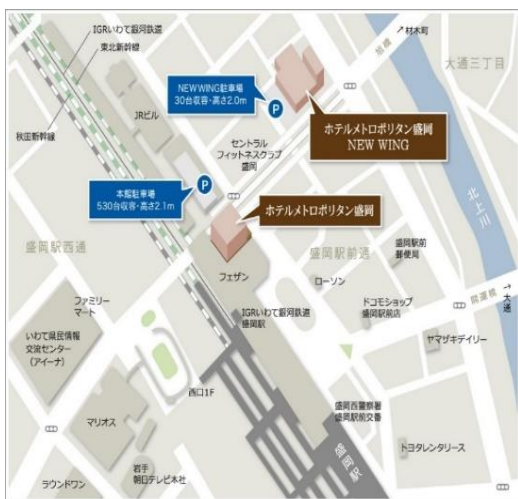 IGRいわて銀河鉄道
東北新幹線
秋田新幹線
JRビル
NEW WING駐車場
30台収容・高さ2.0m
P
旭橋
材木町
大通三丁目
ホテルメトロポリタン盛岡
NEW WING
セントラル
フィットネスクラブ
盛岡
本館駐車場
530台収容・高さ2.1m
P
ホテルメトロポリタン盛岡
北上川
盛岡駅西通
盛岡駅前通
盛岡駅前
郵便局
フェザン
ローソン
開運橋
大通
ファミリー
マート
IGRいわて銀河鉄道
盛岡駅
ドコモショップ
盛岡駅前店
ヤマザキデイリー
いわて県民情報
交流センター
(アイーナ)
西口1F
マリオス
盛岡西警察署
盛岡駅前交番
盛岡駅
トヨタレンタリース
岩手
朝日テレビ本社
ラウンドワン